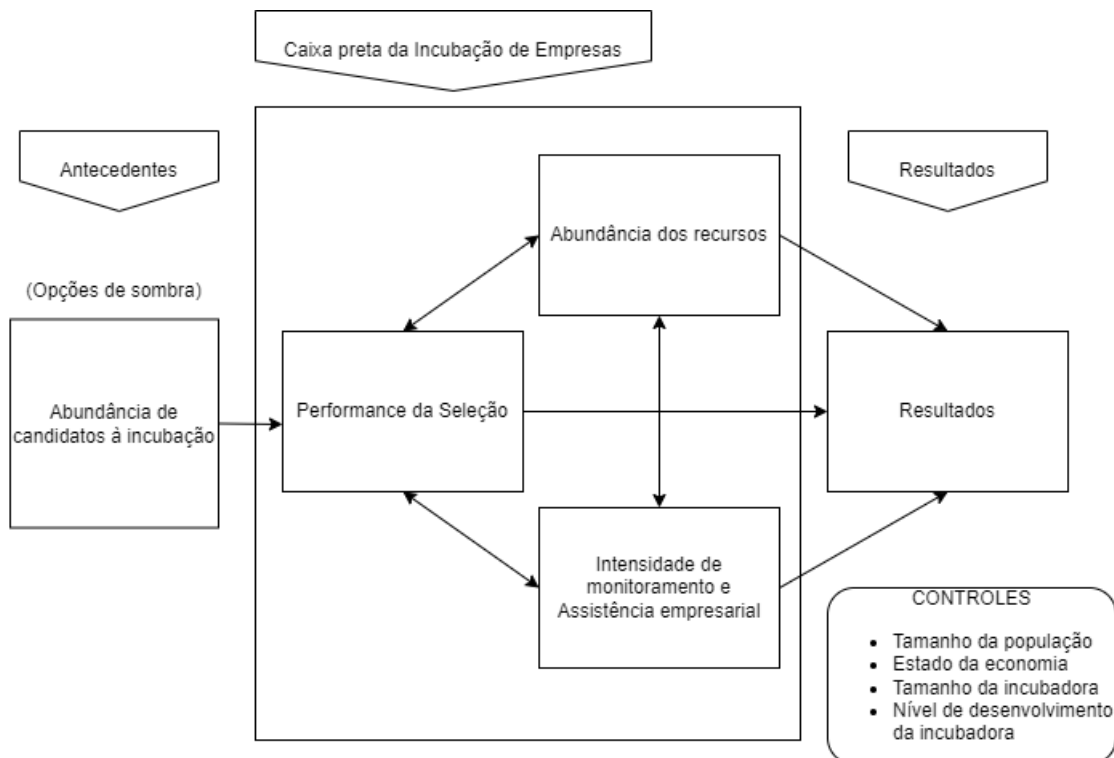 Caixa preta da Incubação de Empresas
Antecedentes
Resultados
(Opções de sombra)
Abundância de
candidatos à incubação
Performance da Seleção
Abundância dos recursos
Intensidade de
monitoramento e
Assistência empresarial
Resultados
CONTROLES
• Tamanho da população
• Estado da economia
• Tamanho da incubadora
• Nível de desenvolvimento
da incubadora